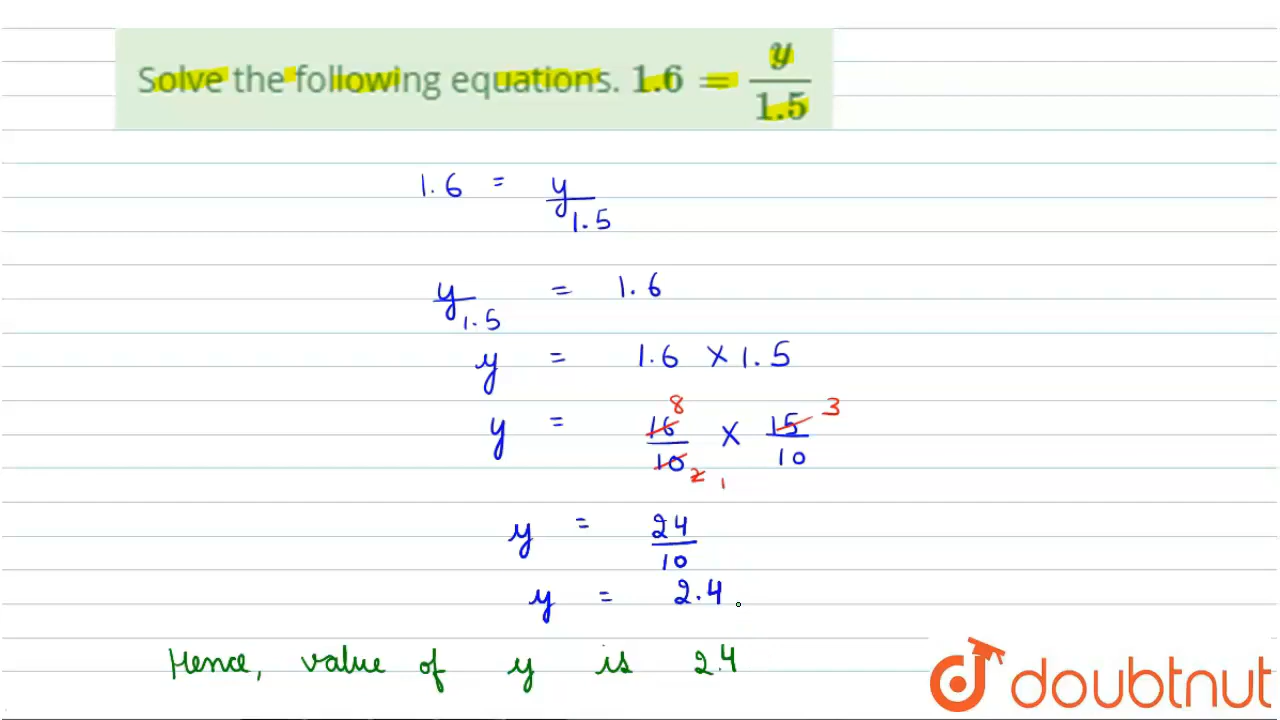 Solve the following equations. 1.6 = y/1.5
1.6 = y/1.5
y/1.5 = 1.6
y = 1.6 × 1.5
y = 16/10 × 15/10 8 3 2 1
y = 24/10
y = 2.4.
Hence, value of y is 2.4
doubtnut